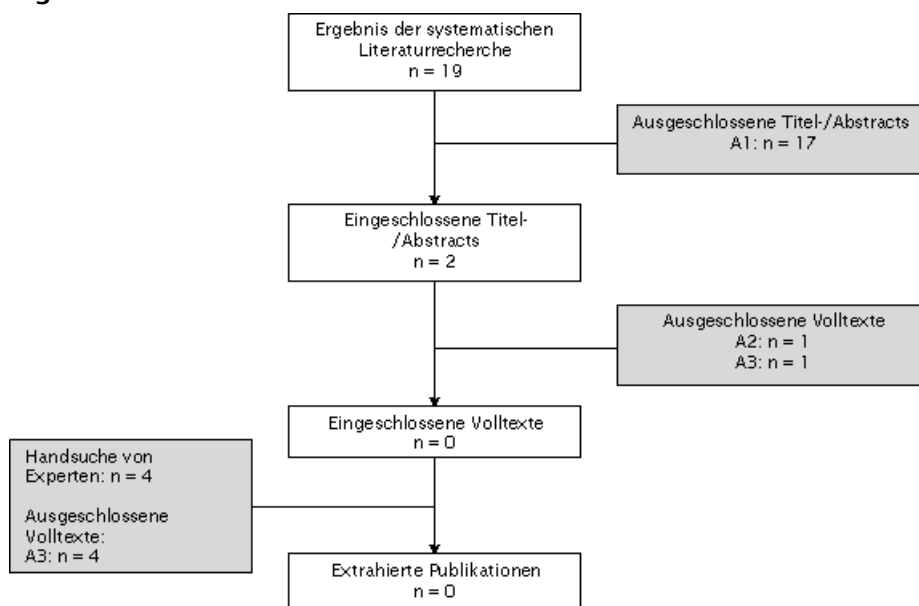 Ergebnis der systematischen
Literaturrecherche
n = 19
Ausgeschlossene Titel-/Abstracts
A1: n = 17
Eingeschlossene Titel-
/Abstracts
n = 2
Ausgeschlossene Volltexte
A2: n = 1
A3: n = 1
Eingeschlossene Volltexte
n = 0
Handsuche von
Experten: n = 4
Ausgeschlossene
Volltexte:
A3: n = 4
Extrahierte Publikationen
n = 0